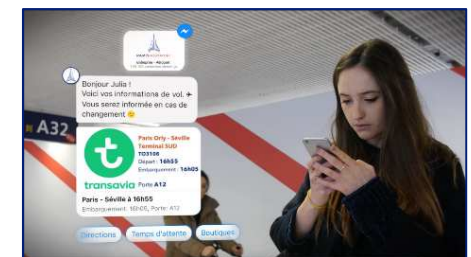 Bonjour Julia !
Voici vos informations de vol. ✈
Vous serez informée en cas de
changement 🙂
A32
Paris Orly - Séville
Terminal SUD
TO3106
Départ : 16h55
Embarquement : 16h05
Porte A12
transavia
Paris - Séville à 16h55
Embarquement: 16h05, Porte: A12
Directions
Temps d'attente
Boutiques